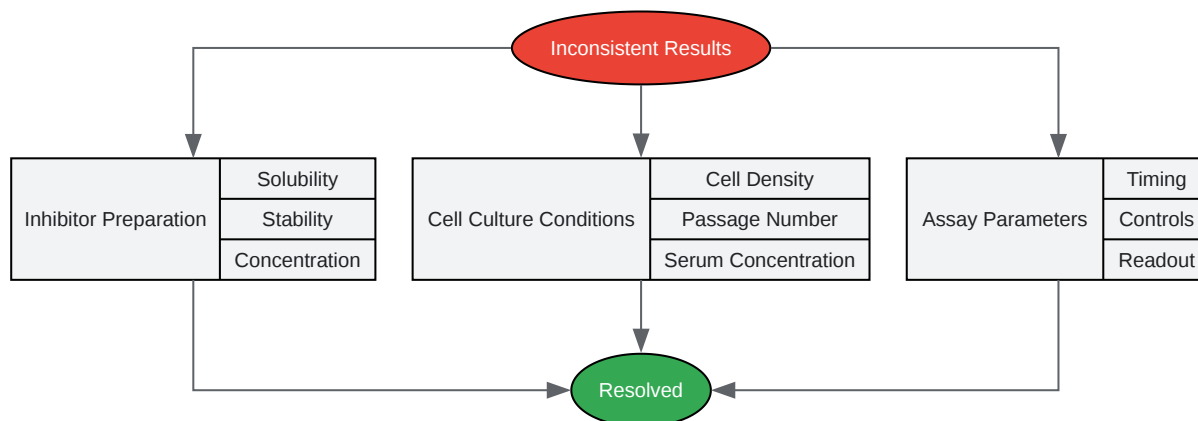 Inconsistent Results
Inhibitor Preparation
Solubility
Stability
Concentration
Cell Culture Conditions
Cell Density
Passage Number
Serum Concentration
Assay Parameters
Timing
Controls
Readout
Resolved